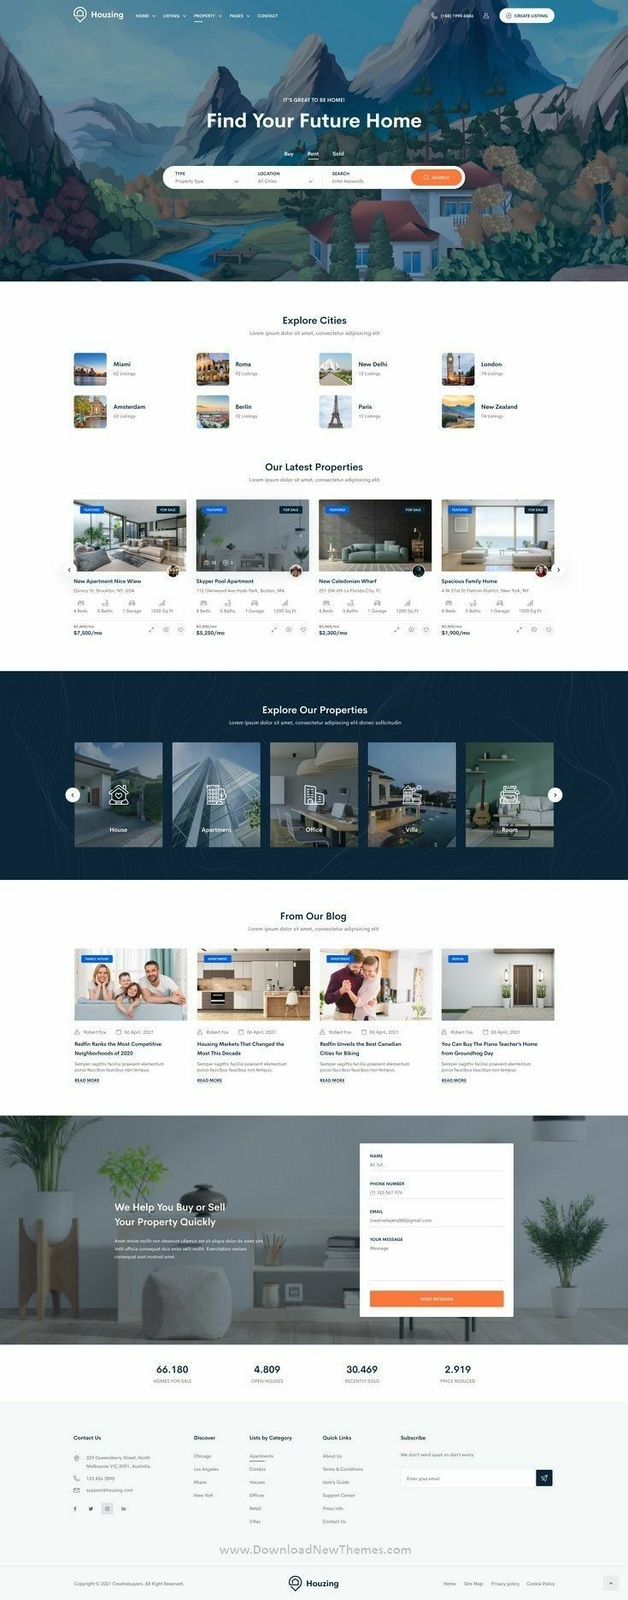 Houzing
HOME
LISTING
PROPERTY
PAGES
CONTACT
CREATE LISTING
IT'S GREAT TO BE HOME!
Find Your Future Home
Buy Rent Sold
TYPE
Property Type
LOCATION
All Cities
SEARCH
Enter keywords
SEARCH
Explore Cities
Lorem ipsum dolor sit amet, consectetur adipisicing elit
Miami
62 Listings
Roma
92 Listings
New Delhi
12 Listings
London
74 Listings
Amsterdam
62 Listings
Berlin
92 Listings
Paris
12 Listings
New Zealand
74 Listings
Our Latest Properties
Lorem ipsum dolor sit amet, consectetur adipisicing elit
FEATURED FOR SALE
FEATURED FOR SALE
FEATURED FOR SALE
FEATURED FOR SALE
New Apartment Nice Wiew
Quincy St, Brooklyn, NY, USA
4 Beds 5 Baths 1 Garage 1200 Sq Ft
$7,500/mo
Skyper Pool Apartment
112 Glenwood Ave Hyde Park, Boston, MA
4 Beds 5 Baths 1 Garage 1200 Sq Ft
$5,250/mo
New Caledonian Wharf
251 SW 6th Ln Florida City, FL
4 Beds 5 Baths 1 Garage 1200 Sq Ft
$2,300/mo
Spacious Family Home
4 W 21st St Flatiron District, New York, NY
4 Beds 5 Baths 1 Garage 1200 Sq Ft
$1,900/mo
Explore Our Properties
Lorem ipsum dolor sit amet, consectetur adipisicing elit donec sollicitudin
House
Apartment
Office
Villa
Room
From Our Blog
Lorem ipsum dolor sit amet, consectetur adipisicing elit
FAMILY HOUSE
APARTMENT
APARTMENT
RENTAL
Robert Fox 06 April, 2021
Redfin Ranks the Most Competitive
Neighborhoods of 2020
Semper sagittis facilisi praesent elementum
purus faucibus faucibus non tempus.
READ MORE
Robert Fox 06 April, 2021
Housing Markets That Changed the
Most This Decade
Semper sagittis facilisi praesent elementum
purus faucibus faucibus non tempus.
READ MORE
Robert Fox 06 April, 2021
Redfin Unveils the Best Canadian
Cities for Biking
Semper sagittis facilisi praesent elementum
purus faucibus faucibus non tempus.
READ MORE
Robert Fox 06 April, 2021
You Can Buy The Piano Teacher's Home
from Groundhog Day
Semper sagittis facilisi praesent elementum
purus faucibus faucibus non tempus.
READ MORE
We Help You Buy or Sell
Your Property Quickly
Amet minim mollit non deserunt ullamco est sit aliqua dolor do amet sint.
Velit officia consequat duis enim velit mollit. Exercitation veniam
consequat sunt nostrud amet.
NAME
Ali Tuf...
PHONE NUMBER
EMAIL
creativelayers088@gmail.com
YOUR MESSAGE
Message
SEND MESSAGE
66.180
HOMES FOR SALE
4.809
OPEN HOUSES
30.469
RECENTLY SOLD
2.919
PRICE REDUCED
Contact Us
329 Queensberry Street, North
Melbourne VIC 3051, Australia.
123 456 7890
support@houzing.com
Discover
Chicago
Los Angeles
Miami
New York
Lists by Category
Apartments
Condos
Houses
Offices
Retail
Villas
Quick Links
About Us
Terms & Conditions
User's Guide
Support Center
Press Info
Contact Us
Subscribe
We don't send spam so don't worry.
Enter your email
www.DownloadNewThemes.com
Copyright © 2021 CreativeLayers. All Right Reserved.
Houzing
Home Site Map Privacy policy Cookie Policy